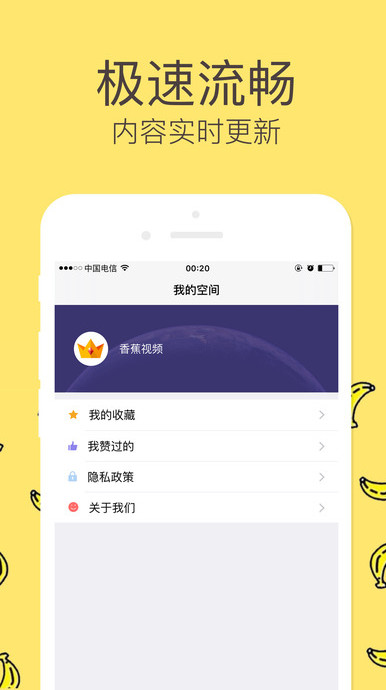 极速流畅
内容实时更新
中国电信
00:20
我的空间
香蕉视频
我的收藏
我赞过的
隐私政策
关于我们